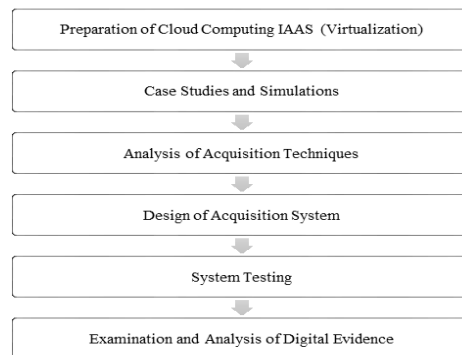 Preparation of Cloud Computing IAAS (Virtualization)
Case Studies and Simulations
Analysis of Acquisition Techniques
Design of Acquisition System
System Testing
Examination and Analysis of Digital Evidence